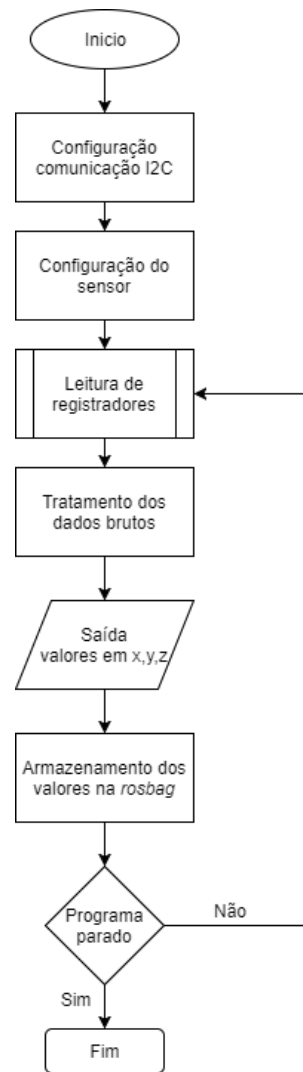 Inicio
Configuração
comunicação I2C
Configuração do
sensor
Leitura de
registradores
Tratamento dos
dados brutos
Saída
valores em x,y,z
Armazenamento dos
valores na rosbag
Programa
parado
Não
Sim
Fim